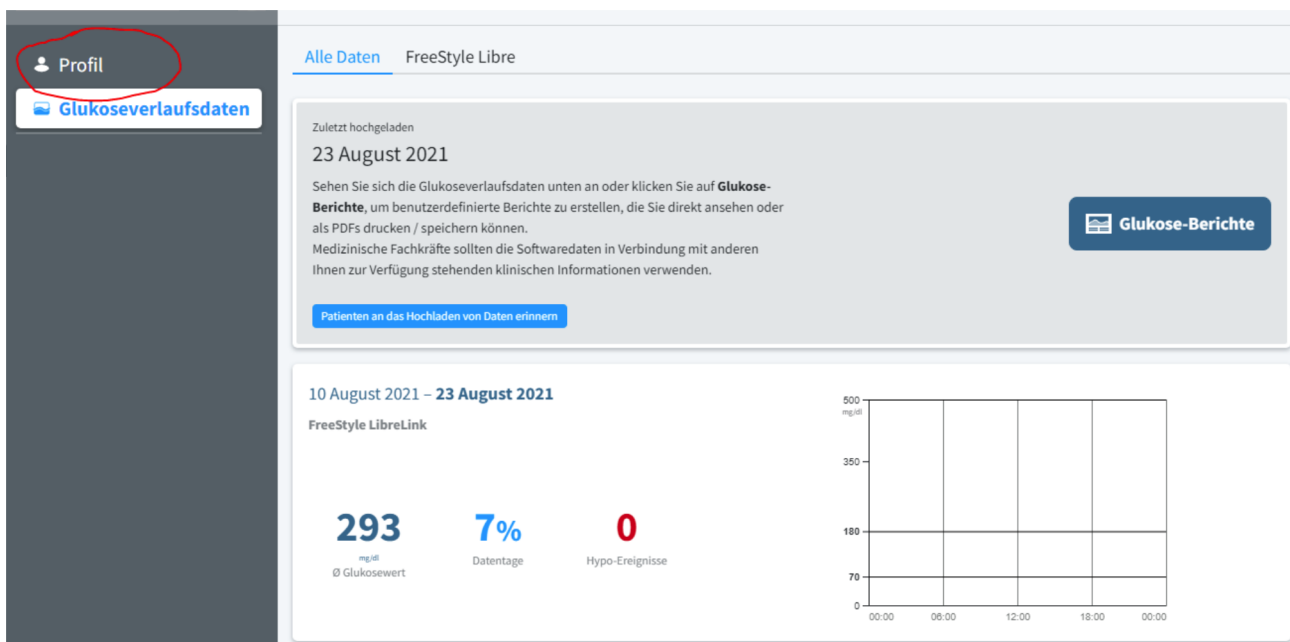 Profil
Glukoseverlaufsdaten
Alle Daten FreeStyle Libre
Zuletzt hochgeladen
23 August 2021
Sehen Sie sich die Glukoseverlaufsdaten unten an oder klicken Sie auf Glukose-
Berichte, um benutzerdefinierte Berichte zu erstellen, die Sie direkt ansehen oder
als PDFs drucken / speichern können.
Medizinische Fachkräfte sollten die Softwaredaten in Verbindung mit anderen
Ihnen zur Verfügung stehenden klinischen Informationen verwenden.
Glukose-Berichte
Patienten an das Hochladen von Daten erinnern
10 August 2021 – 23 August 2021
FreeStyle LibreLink
293
mg/dl
Ø Glukosewert
7%
Datentage
0
Hypo-Ereignisse
500
mg/dl
350
180
70
0
00:00 06:00 12:00 18:00 00:00